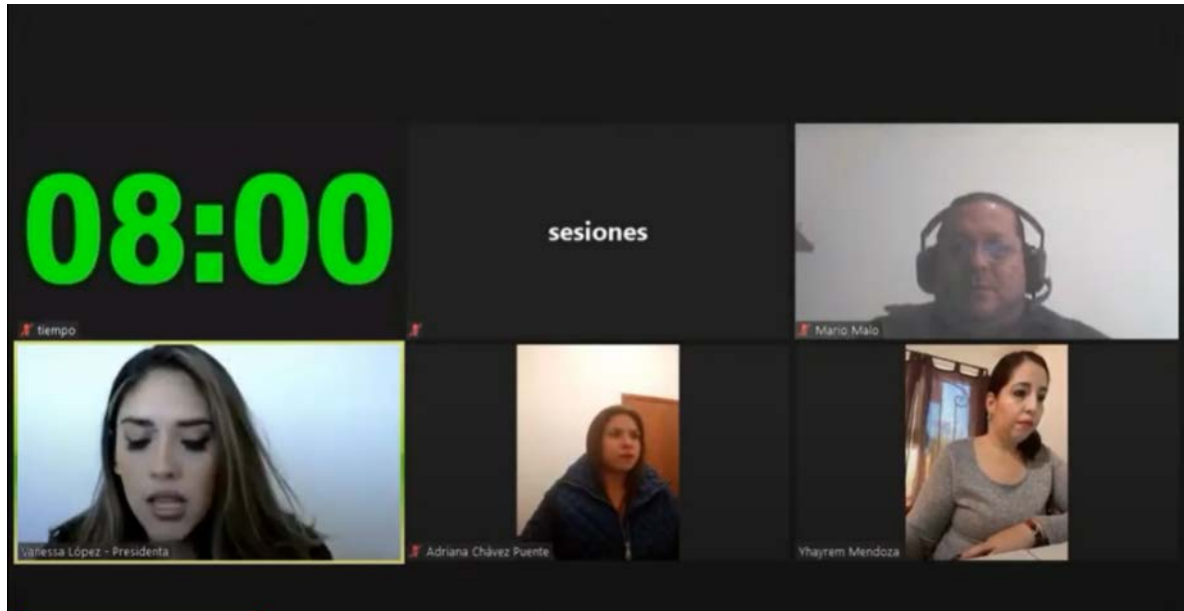 08:00
tiempo
sesiones
Mario Malo
Vanessa López - Presidenta
Adriana Chávez Puente
Yhayrem Mendoza